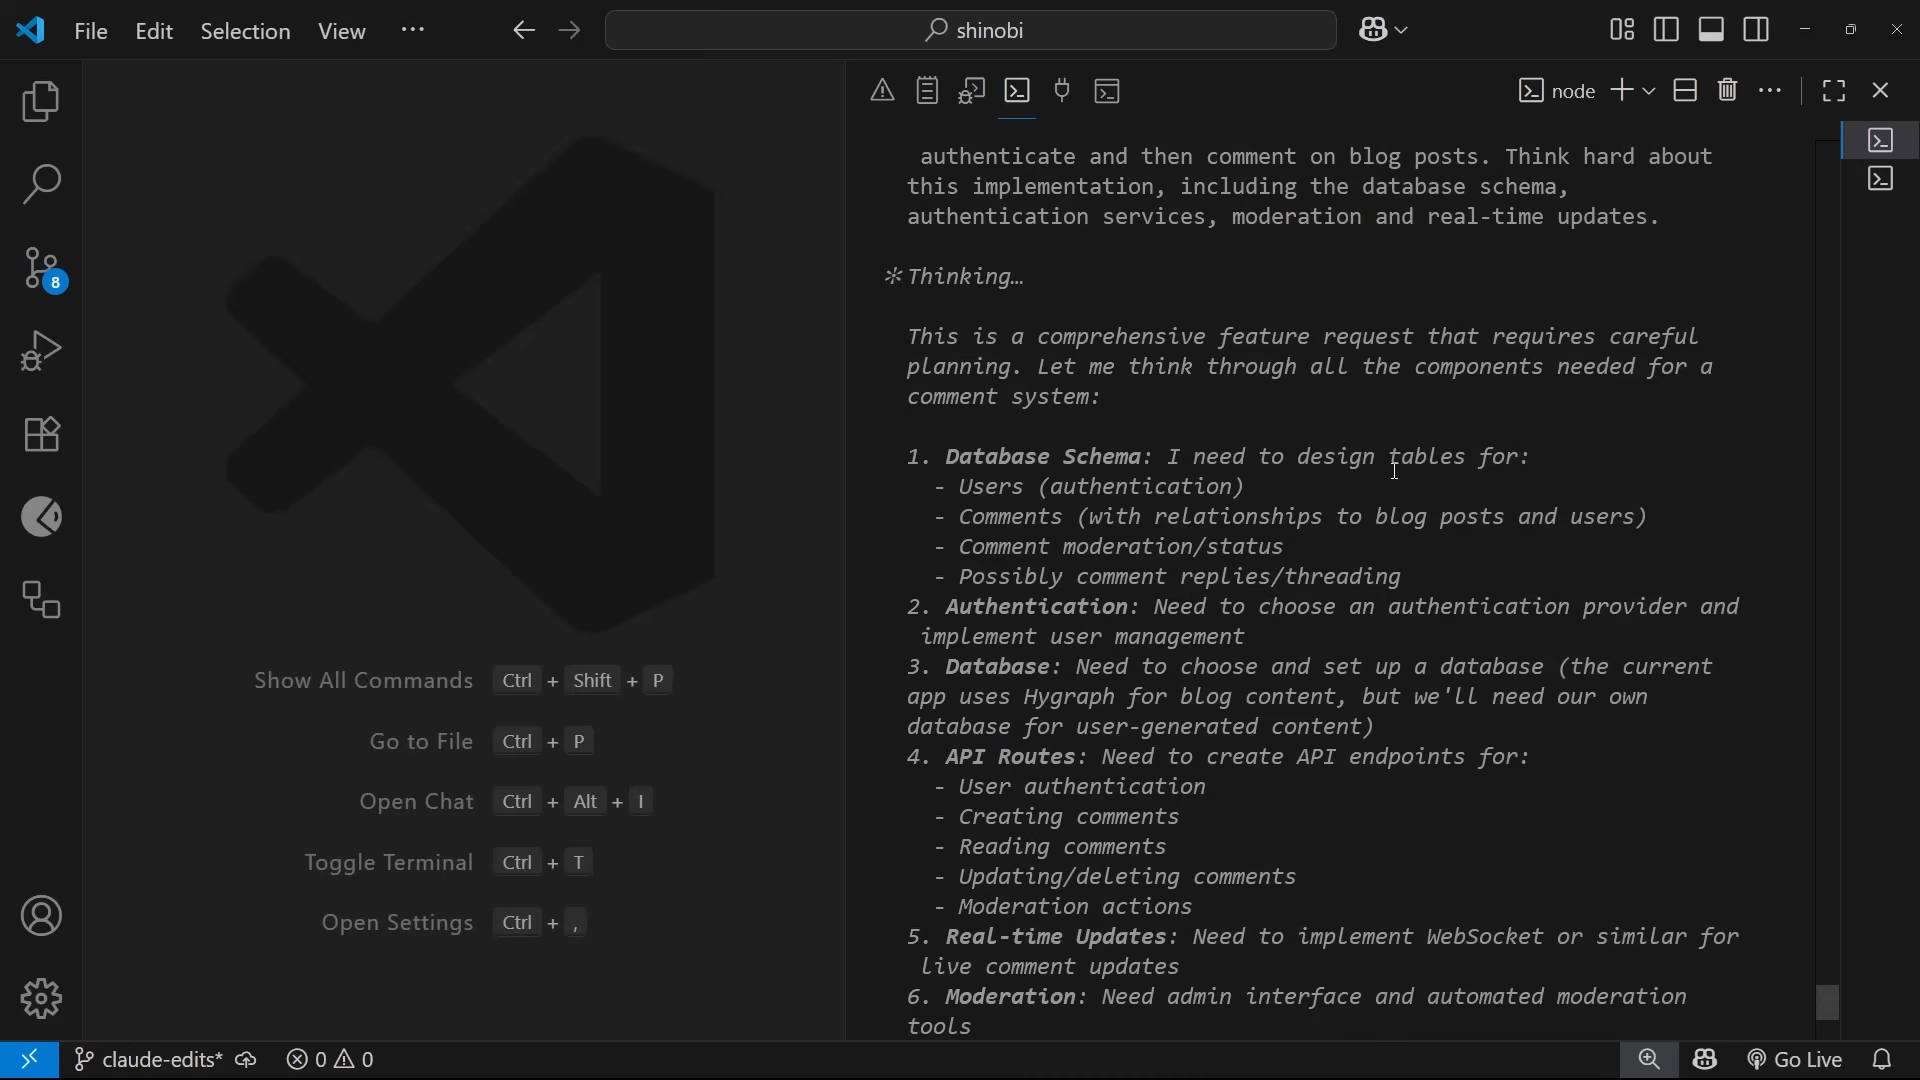 File Edit Selection View ··· shinobi
node
authenticate and then comment on blog posts. Think hard about
this implementation, including the database schema,
authentication services, moderation and real-time updates.
✻ Thinking…
This is a comprehensive feature request that requires careful
planning. Let me think through all the components needed for a
comment system:
1. Database Schema: I need to design tables for:
- Users (authentication)
- Comments (with relationships to blog posts and users)
- Comment moderation/status
- Possibly comment replies/threading
2. Authentication: Need to choose an authentication provider and
implement user management
3. Database: Need to choose and set up a database (the current
app uses Hygraph for blog content, but we'll need our own
database for user-generated content)
4. API Routes: Need to create API endpoints for:
- User authentication
- Creating comments
- Reading comments
- Updating/deleting comments
- Moderation actions
5. Real-time Updates: Need to implement WebSocket or similar for
live comment updates
6. Moderation: Need admin interface and automated moderation
tools
8
Show All Commands Ctrl + Shift + P
Go to File Ctrl + P
Open Chat Ctrl + Alt + I
Toggle Terminal Ctrl + T
Open Settings Ctrl + ,
claude-edits* 0 0 Go Live